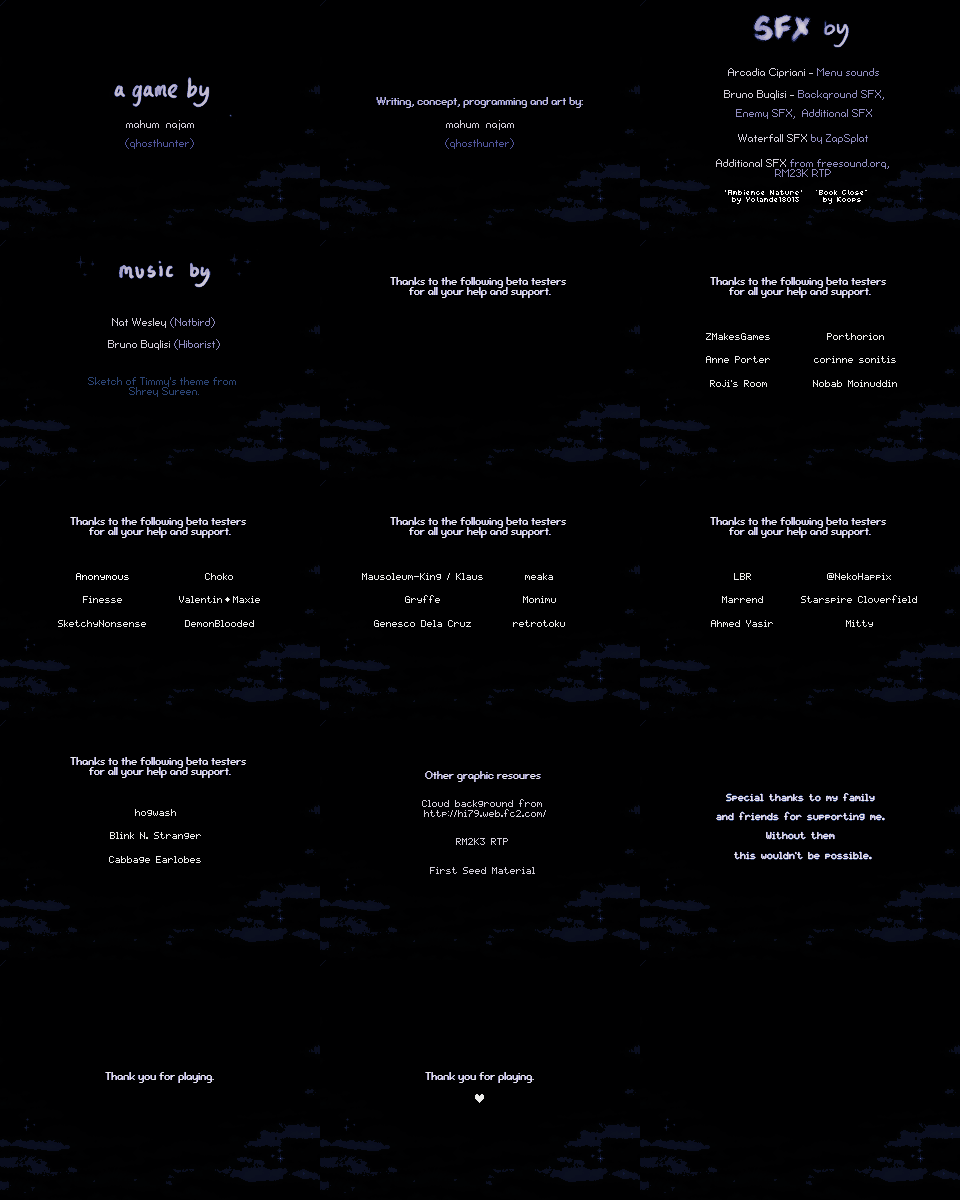 a game by
mahum najam
(ghosthunter)
Writing, concept, programming and art by:
mahum najam
(ghosthunter)
SFX by
Arcadia Cipriani - Menu sounds
Bruno Buglisi - Background SFX,
Enemy SFX, Additional SFX
Waterfall SFX by ZapSplat
Additional SFX from freesound.org,
RM23K RTP
"Ambience Nature" "Book Close"
by Yolande18013 by Koops
music by
Nat Wesley (Natbird)
Bruno Buglisi (Hibarist)
Sketch of Timmy's theme from
Shrey Sureen.
Thanks to the following beta testers
for all your help and support.
Thanks to the following beta testers
for all your help and support.
ZMakesGames Porthorion
Anne Porter corinne sonitis
RoJi's Room Nobab Moinuddin
Thanks to the following beta testers
for all your help and support.
Anonymous Choko
Finesse Valentin✦Maxie
SketchyNonsense DemonBlooded
Thanks to the following beta testers
for all your help and support.
Mausoleum-King / Klaus meaka
Gryffe Monimu
Genesco Dela Cruz retrotoku
Thanks to the following beta testers
for all your help and support.
LBR @NekoHappix
Marrend Starspire Cloverfield
Ahmed Yasir Mitty
Thanks to the following beta testers
for all your help and support.
hogwash
Blink N. Stranger
Cabbage Earlobes
Other graphic resoures
Cloud background from
http://hi79.web.fc2.com/
RM2K3 RTP
First Seed Material
Special thanks to my family
and friends for supporting me.
Without them
this wouldn't be possible.
Thank you for playing.
Thank you for playing.